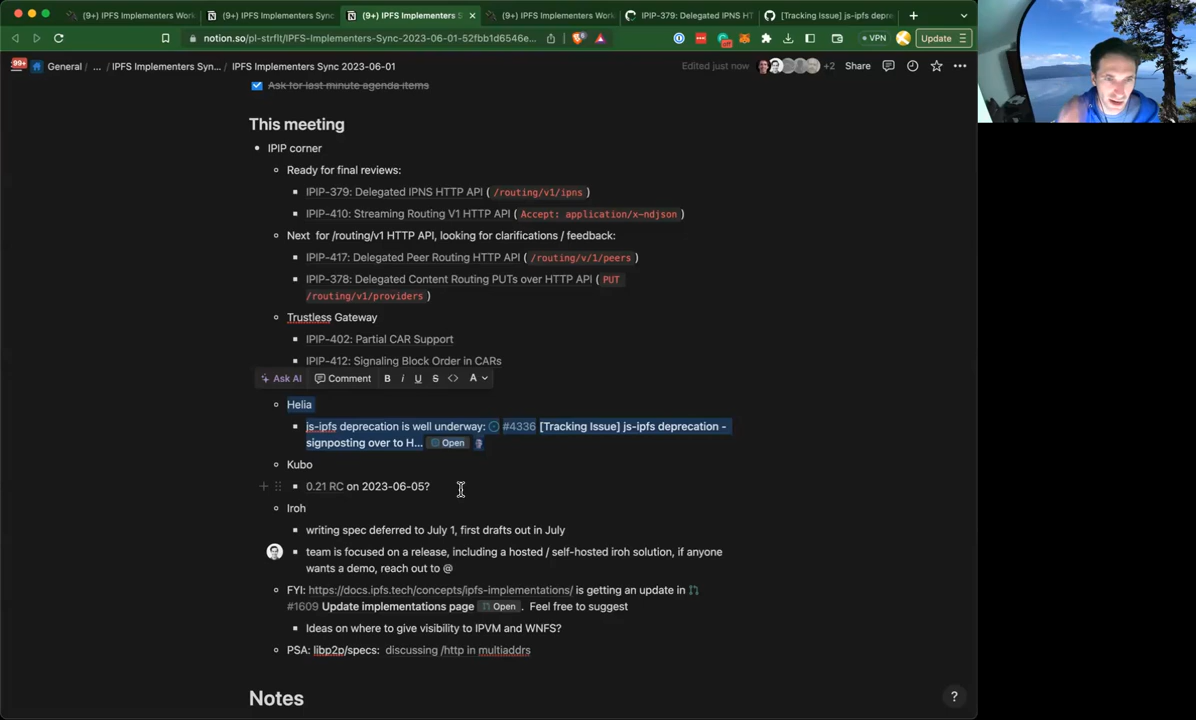 (9+) IPFS Implementers Work
(9+) IPFS Implementers Sync
(9+) IPFS Implementers S
(9+) IPFS Implementers Work
IPIP-379: Delegated IPNS HT
[Tracking Issue] js-ipfs depre
notion.so/pl-strflt/IPFS-Implementers-Sync-2023-06-01-52fbb1d6546e...
VPN
Update
99+
General / ... / IPFS Implementers Syn... / IPFS Implementers Sync 2023-06-01
Edited just now
+2
Share
Ask for last minute agenda items
This meeting
IPIP corner
Ready for final reviews:
IPIP-379: Delegated IPNS HTTP API ( /routing/v1/ipns )
IPIP-410: Streaming Routing V1 HTTP API ( Accept: application/x-ndjson )
Next for /routing/v1 HTTP API, looking for clarifications / feedback:
IPIP-417: Delegated Peer Routing HTTP API ( /routing/v/1/peers )
IPIP-378: Delegated Content Routing PUTs over HTTP API ( PUT
/routing/v1/providers )
Trustless Gateway
IPIP-402: Partial CAR Support
IPIP-412: Signaling Block Order in CARs
Ask AI Comment B i U S <> A
Helia
js-ipfs deprecation is well underway: #4336 [Tracking Issue] js-ipfs deprecation -
signposting over to H... Open
Kubo
0.21 RC on 2023-06-05?
Iroh
writing spec deferred to July 1, first drafts out in July
team is focused on a release, including a hosted / self-hosted iroh solution, if anyone
wants a demo, reach out to @
FYI: https://docs.ipfs.tech/concepts/ipfs-implementations/ is getting an update in
#1609 Update implementations page Open . Feel free to suggest
Ideas on where to give visibility to IPVM and WNFS?
PSA: libp2p/specs: discussing /http in multiaddrs
Notes
?